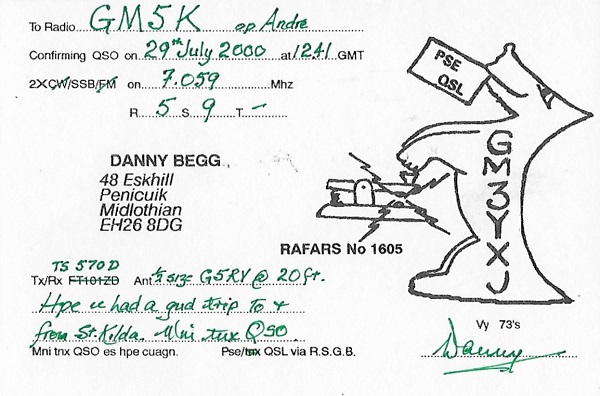 To Radio GM5K op Andre
Confirming QSO on 29th July 2000 at 1241 GMT
2XCW/SSB/FM on 7.059 Mhz
R 5 S 9 T -
PSE QSL
GM3YXJ
DANNY BEGG
48 Eskhill
Penicuik
Midlothian
EH26 8DG
RAFARS No 1605
TS 570D
Tx/Rx FT101ZD Ant ½ size G5RV @ 20ft.
Hpe u had a gud trip To +
from St. Kilda. Mni tnx QSO.
Mni tnx QSO es hpe cuagn. Pse/tnx QSL via R.S.G.B.
Vy 73's
Danny